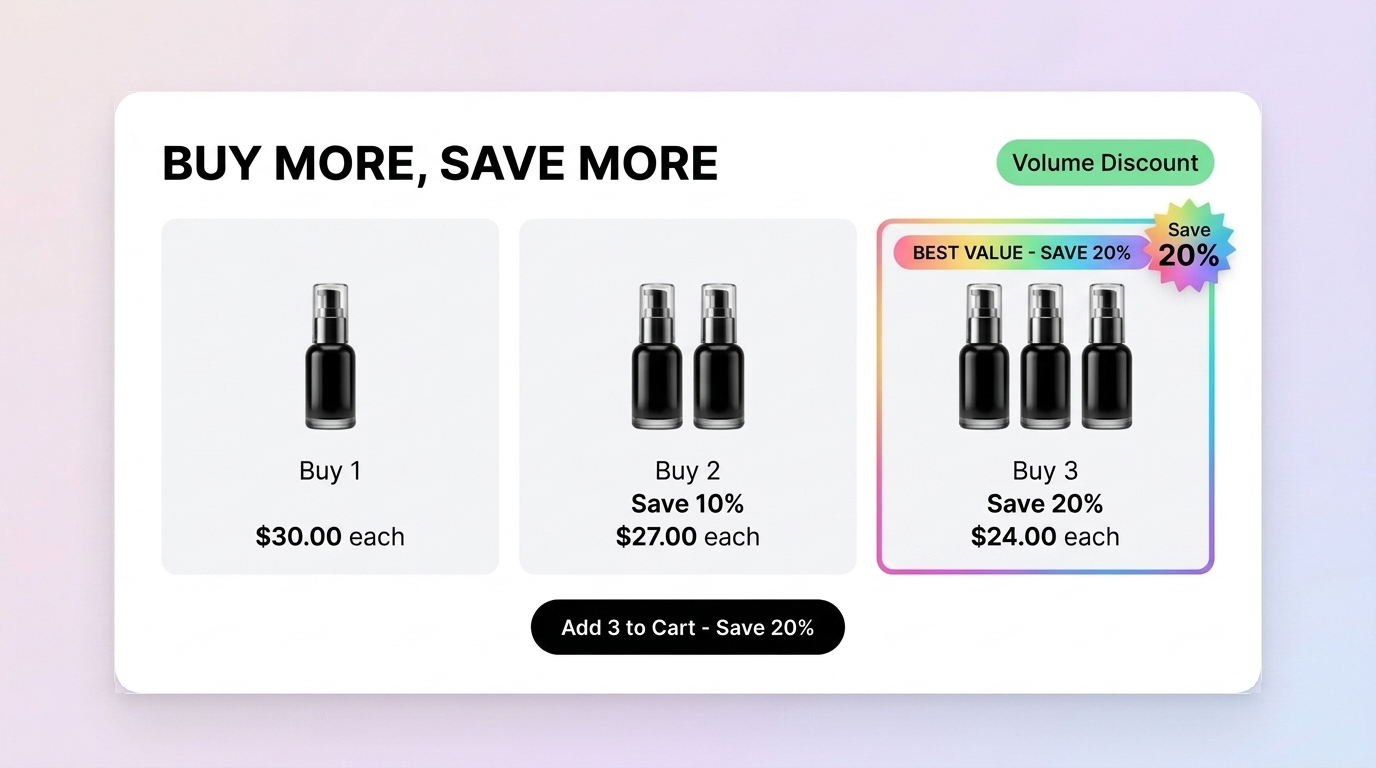 BUY MORE, SAVE MORE
Volume Discount
Buy 1
$30.00 each
Buy 2
Save 10%
$27.00 each
BEST VALUE - SAVE 20%
Save
20%
Buy 3
Save 20%
$24.00 each
Add 3 to Cart - Save 20%